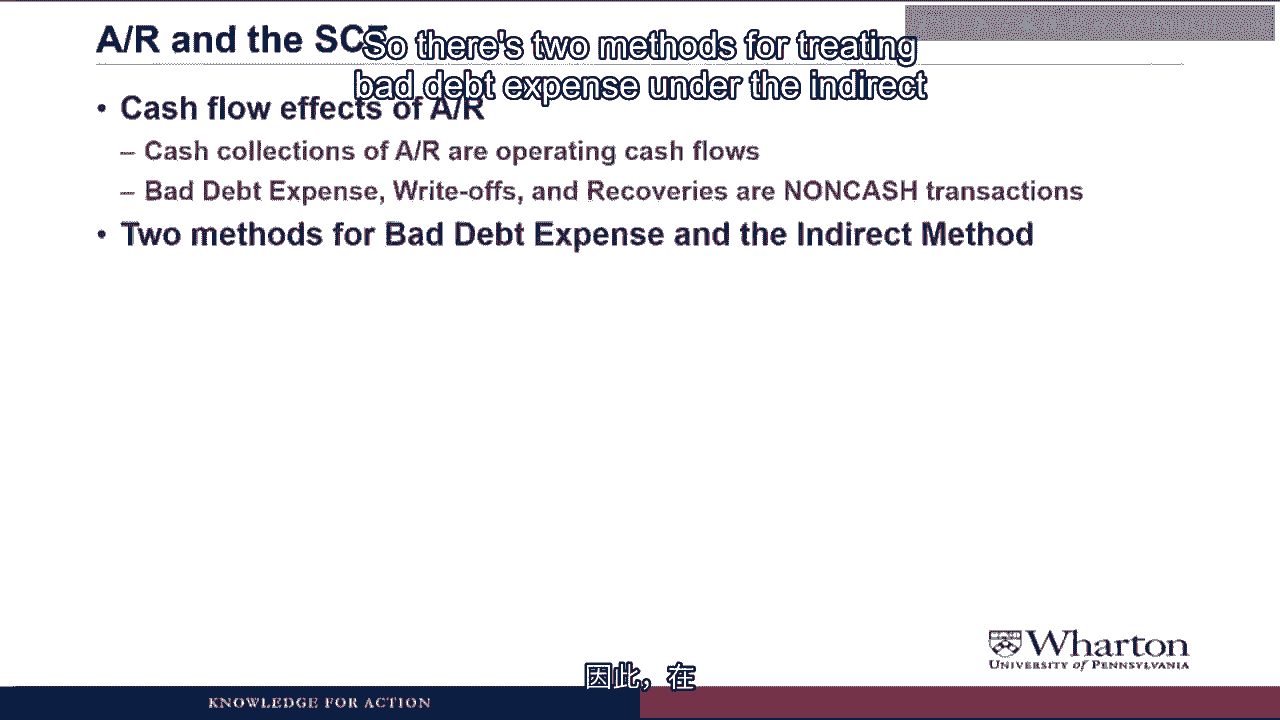 A/R and the SCF
So there's two methods for treating
bad debt expense under the indirect
• Cash flow effects of A/R
– Cash collections of A/R are operating cash flows
– Bad Debt Expense, Write-offs, and Recoveries are NONCASH transactions
• Two methods for Bad Debt Expense and the Indirect Method
Wharton
UNIVERSITY of PENNSYLVANIA
因此，在
KNOWLEDGE FOR ACTION